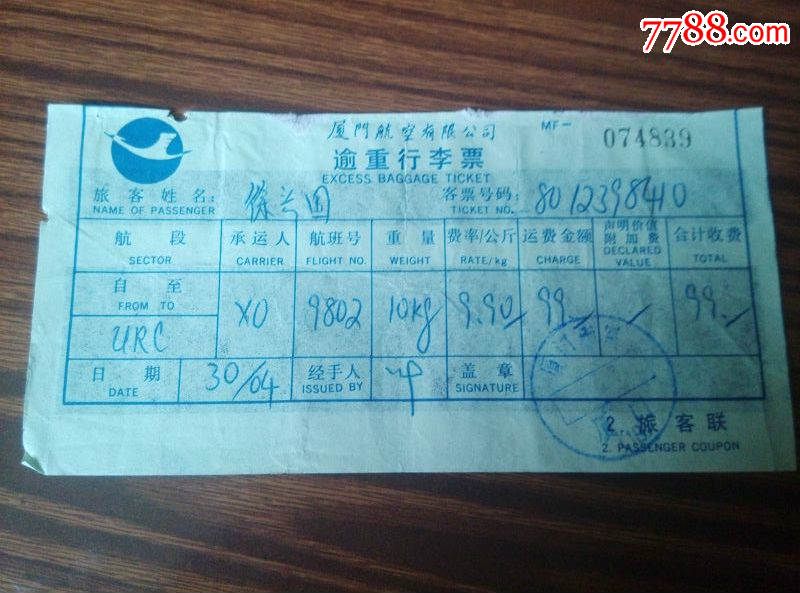 7788.com
厦門航空有限公司 MF- 074839
逾重行李票
EXCESS BAGGAGE TICKET
旅客姓名: 徐兰国 客票号码: 8012398410
NAME OF PASSENGER TICKET NO.
航段 承运人 航班号 重量 费率/公斤 运费金额 声明价值附加费 合计收费
SECTOR CARRIER FLIGHT NO. WEIGHT RATE/kg CHARGE DECLARED VALUE TOTAL
自 至
FROM TO
URC XO 9802 10kg 9.90/ 99.- / 99.-
日期 30/04 经手人 盖章
DATE ISSUED BY SIGNATURE
2. 旅客联
2. PASSENGER COUPON